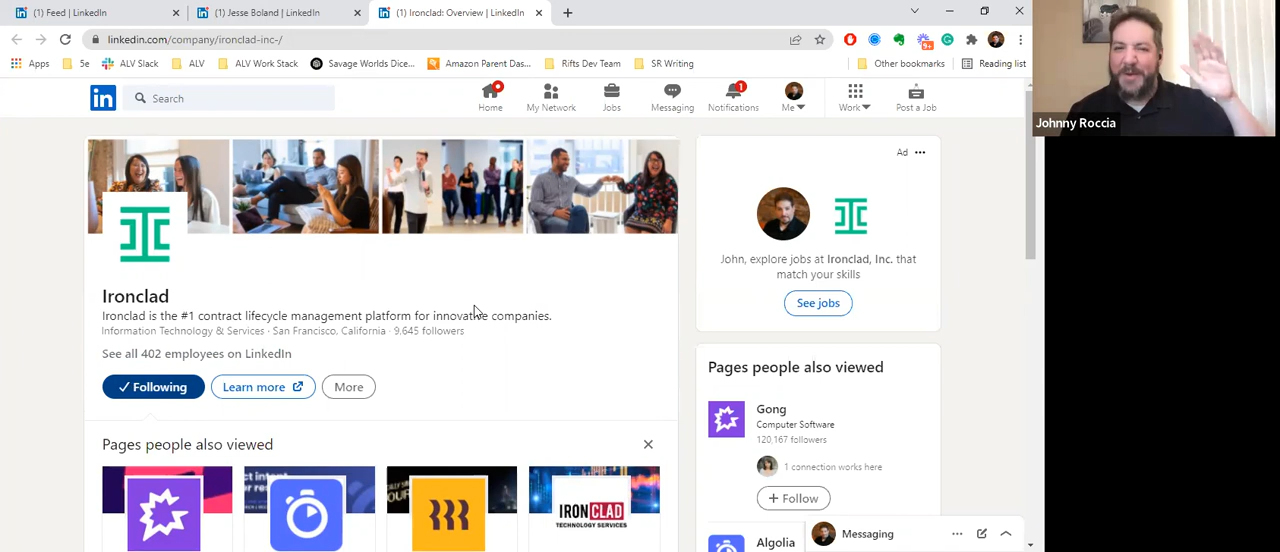 (1) Feed | LinkedIn
(1) Jesse Boland | LinkedIn
(1) Ironclad: Overview | LinkedIn
linkedin.com/company/ironclad-inc-/
9+
Apps
5e
ALV Slack
ALV
ALV Work Stack
Savage Worlds Dice...
Amazon Parent Das...
Rifts Dev Team
SR Writing
Other bookmarks
Reading list
in
Search
Home
My Network
Jobs
Messaging
1
Notifications
Me
Work
Post a Job
Johnny Roccia
Ironclad
Ironclad is the #1 contract lifecycle management platform for innovative companies.
Information Technology & Services · San Francisco, California · 9,645 followers
See all 402 employees on LinkedIn
Following
Learn more
More
Pages people also viewed
IRONCLAD
TECHNOLOGY SERVICES
Ad
John, explore jobs at Ironclad, Inc. that
match your skills
See jobs
Pages people also viewed
Gong
Computer Software
120,167 followers
1 connection works here
+ Follow
Algolia
Messaging